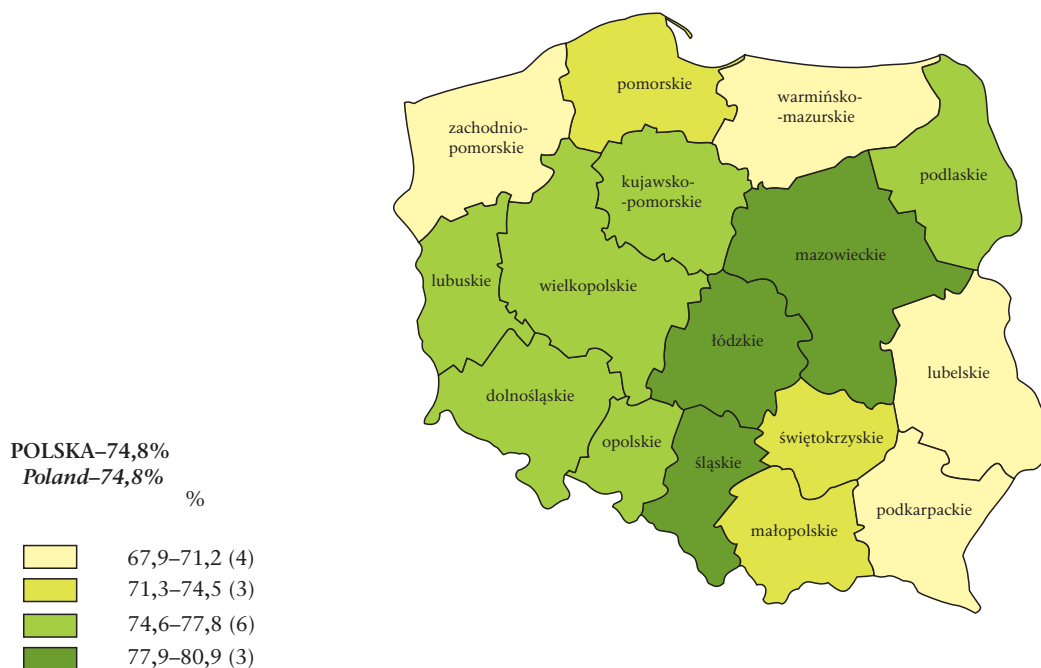 pomorskie
warmińsko-
-mazurskie
zachodnio-
pomorskie
kujawsko-
-pomorskie
podlaskie
mazowieckie
lubuskie
wielkopolskie
łódzkie
lubelskie
dolnośląskie
opolskie
świętokrzyskie
śląskie
podkarpackie
małopolskie
POLSKA–74,8%
Poland–74,8%
%
67,9–71,2 (4)
71,3–74,5 (3)
74,6–77,8 (6)
77,9–80,9 (3)